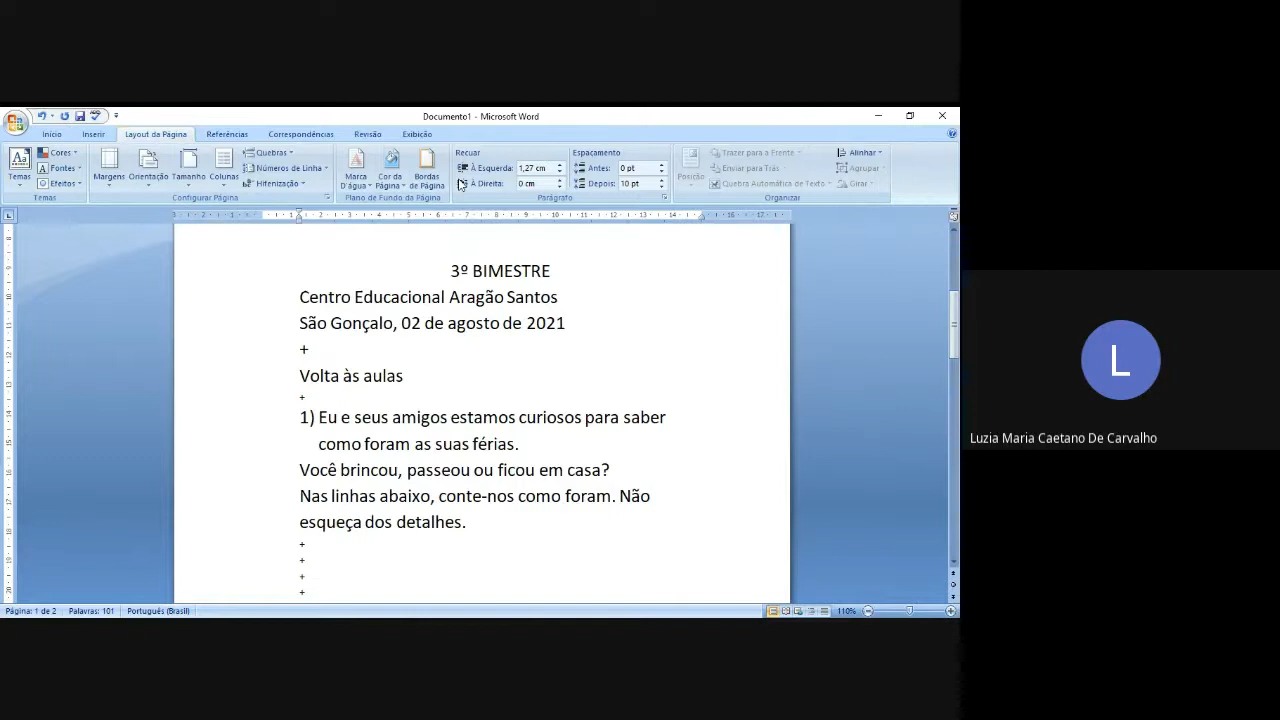 Documento1 - Microsoft Word
Início Inserir Layout da Página Referências Correspondências Revisão Exibição
Cores
Fontes
Efeitos
Temas
Temas
Margens Orientação Tamanho Colunas
Quebras
Números de Linha
Hifenização
Configurar Página
Marca D'água
Cor da Página
Bordas de Página
Plano de Fundo da Página
Recuar
À Esquerda: 1,27 cm
À Direita: 0 cm
Espaçamento
Antes: 0 pt
Depois: 10 pt
Parágrafo
Posição
Trazer para a Frente
Enviar para Trás
Quebra Automática de Texto
Alinhar
Agrupar
Girar
Organizar
3º BIMESTRE
Centro Educacional Aragão Santos
São Gonçalo, 02 de agosto de 2021
+
Volta às aulas
+
1) Eu e seus amigos estamos curiosos para saber
como foram as suas férias.
Você brincou, passeou ou ficou em casa?
Nas linhas abaixo, conte-nos como foram. Não
esqueça dos detalhes.
+
+
+
+
Página: 1 de 2 Palavras: 101 Português (Brasil) 110%
L
Luzia Maria Caetano De Carvalho